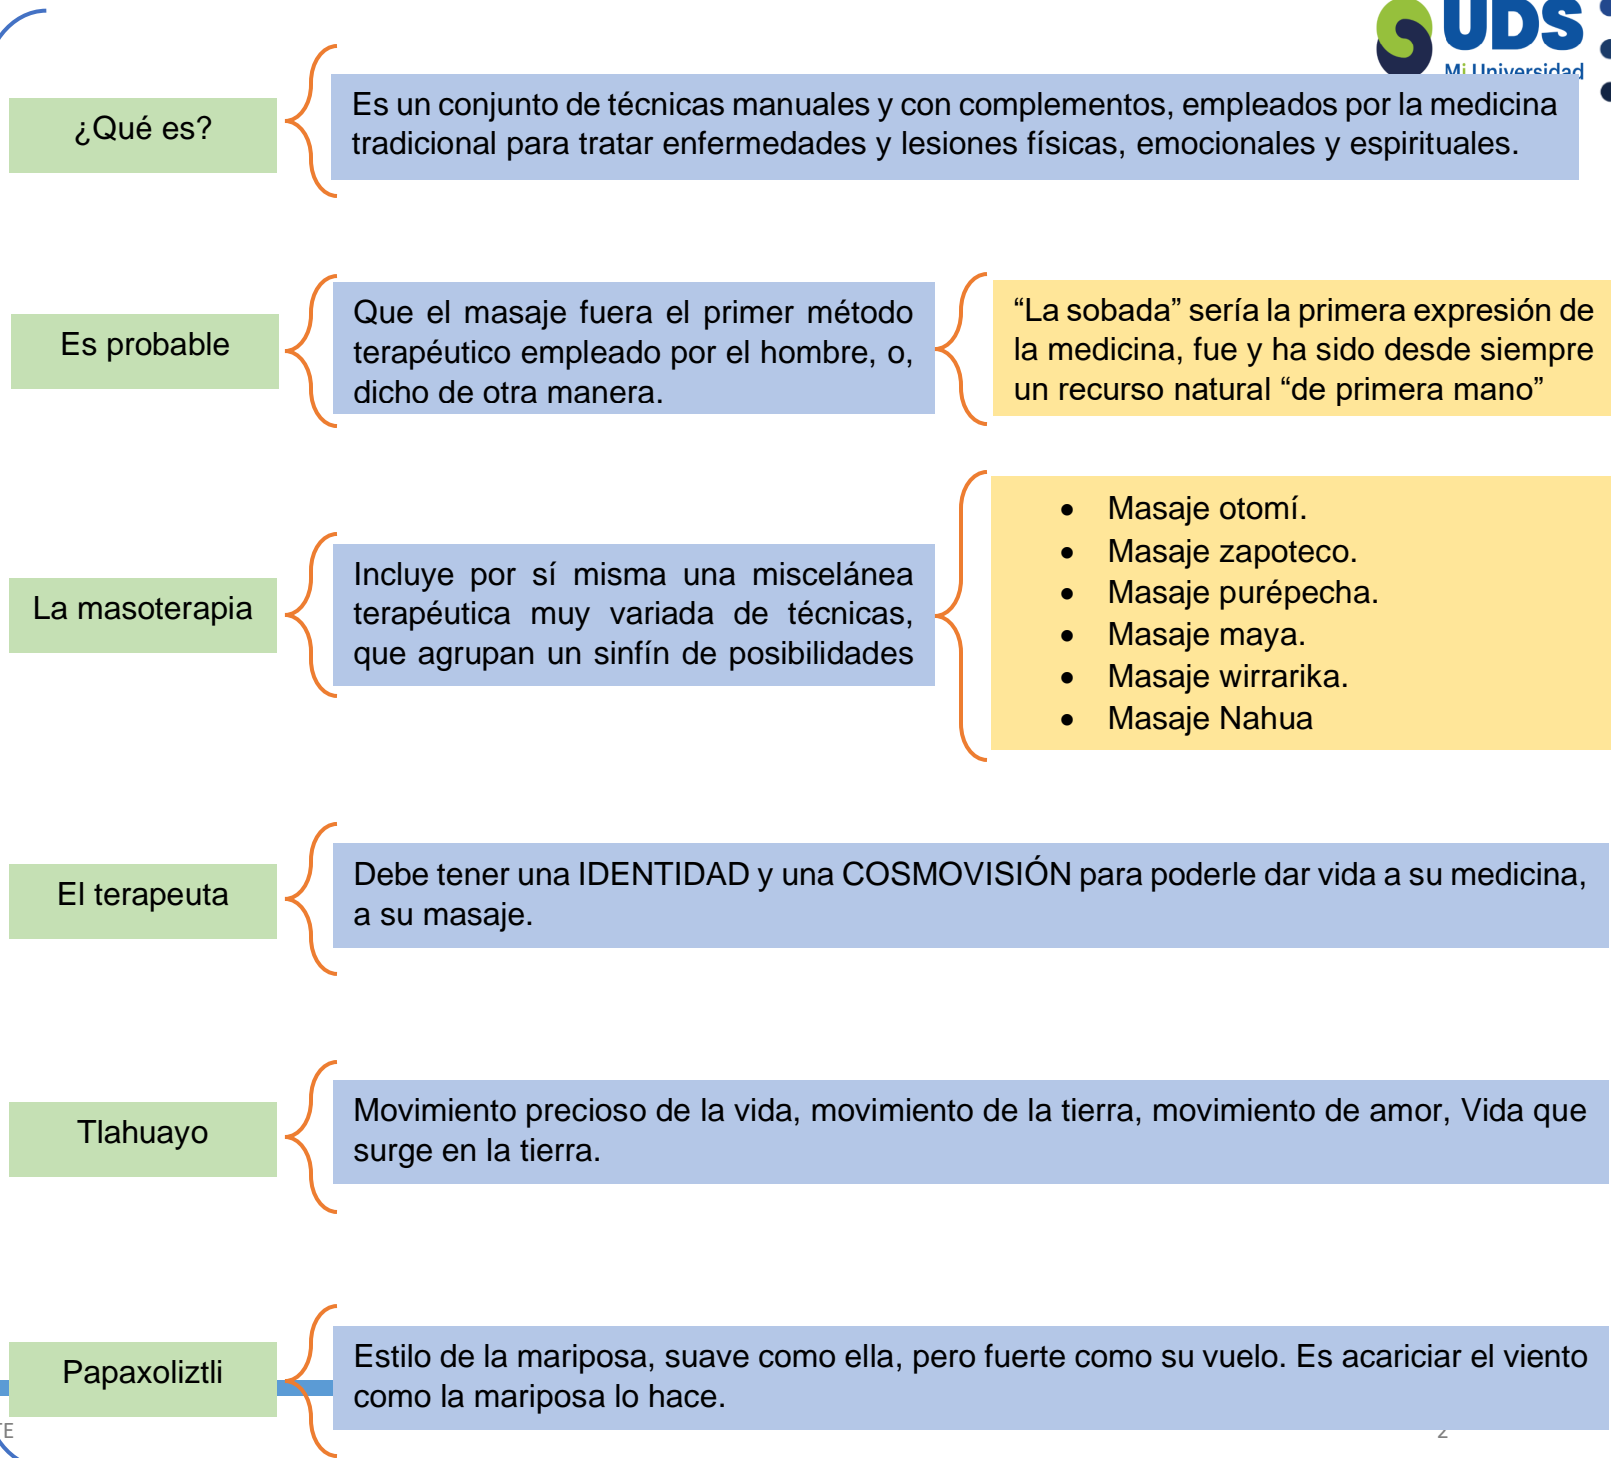 UDS
Mi Universidad
¿Qué es?
Es un conjunto de técnicas manuales y con complementos, empleados por la medicina
tradicional para tratar enfermedades y lesiones físicas, emocionales y espirituales.
Es probable
Que el masaje fuera el primer método
terapéutico empleado por el hombre, o,
dicho de otra manera.
“La sobada” sería la primera expresión de
la medicina, fue y ha sido desde siempre
un recurso natural “de primera mano”
La masoterapia
Incluye por sí misma una miscelánea
terapéutica muy variada de técnicas,
que agrupan un sinfín de posibilidades
• Masaje otomí.
• Masaje zapoteco.
• Masaje purépecha.
• Masaje maya.
• Masaje wirrarika.
• Masaje Nahua
El terapeuta
Debe tener una IDENTIDAD y una COSMOVISIÓN para poderle dar vida a su medicina,
a su masaje.
Tlahuayo
Movimiento precioso de la vida, movimiento de la tierra, movimiento de amor, Vida que
surge en la tierra.
Papaxoliztli
Estilo de la mariposa, suave como ella, pero fuerte como su vuelo. Es acariciar el viento
como la mariposa lo hace.